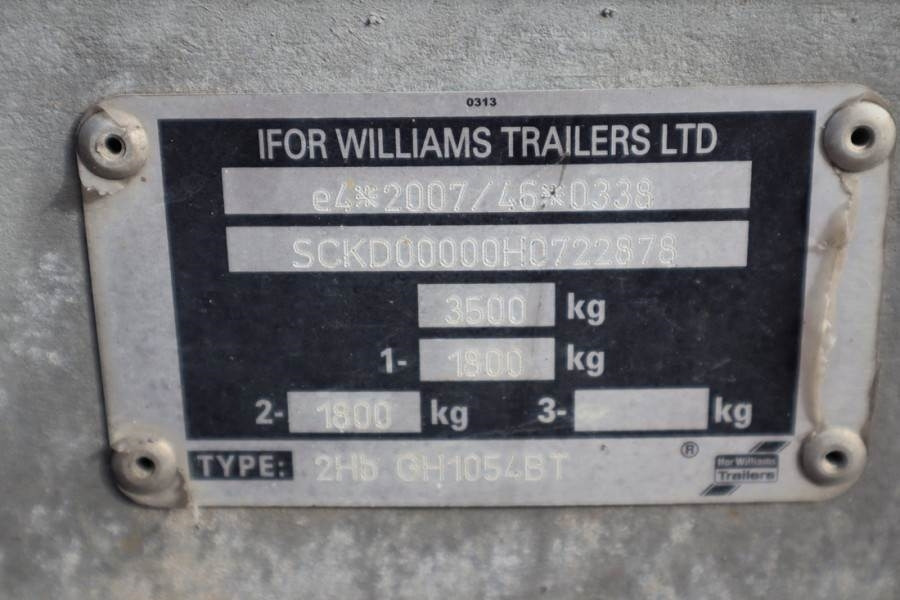 0313
IFOR WILLIAMS TRAILERS LTD
e4*2007/46*0338
SCKD00000H0722878
3500 kg
1- 1800 kg
2- 1800 kg 3- kg
TYPE: 2Hb GH1054BT ®
Ifor Williams
Trailers